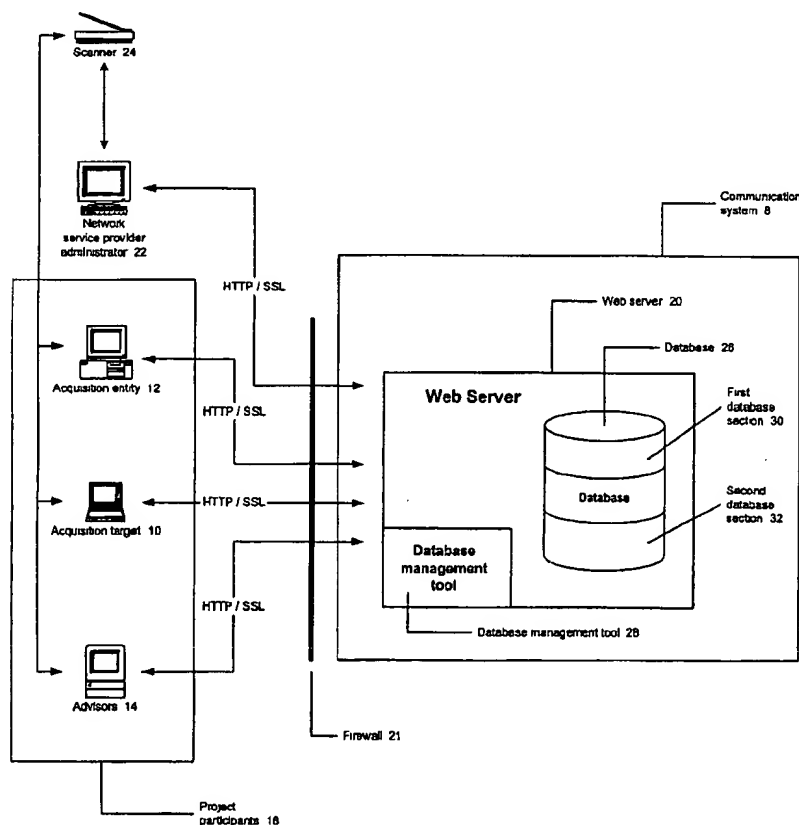 Scanner 24
Network
service provider
administrator 22
Communication
system 8
HTTP / SSL
Web server 20
Database 26
Web Server
First
database
section 30
Acquisition entity 12
HTTP / SSL
Database
Second
database
section 32
HTTP / SSL
Acquisition target 10
Database
management
tool
HTTP / SSL
Database management tool 28
Advisors 14
Firewall 21
Project
participants 16